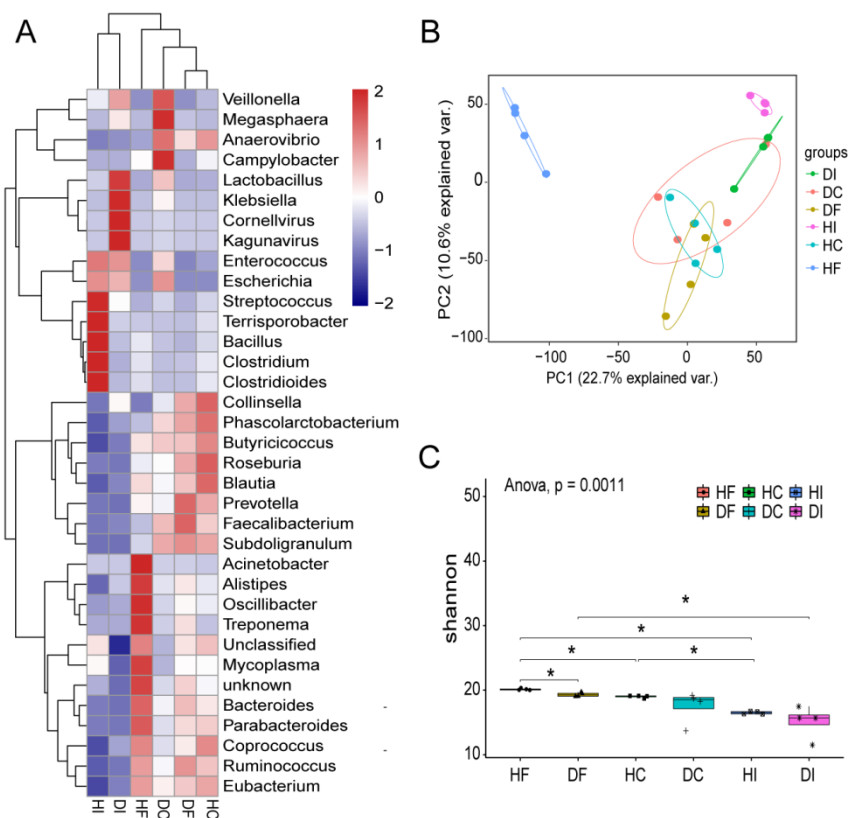 A
Veillonella
Megasphaera
Anaerovibrio
Campylobacter
Lactobacillus
Klebsiella
Cornellvirus
Kagunavirus
Enterococcus
Escherichia
Streptococcus
Terrisporobacter
Bacillus
Clostridium
Clostridioides
Collinsella
Phascolarctobacterium
Butyricicoccus
Roseburia
Blautia
Prevotella
Faecalibacterium
Subdoligranulum
Acinetobacter
Alistipes
Oscillibacter
Treponema
Unclassified
Mycoplasma
unknown
Bacteroides
Parabacteroides
Coprococcus
Ruminococcus
Eubacterium
HI DI HF DC DF HC
2
1
0
−1
−2
B
PC2 (10.6% explained var.)
50
0
−50
−100
−100 −50 0 50
PC1 (22.7% explained var.)
groups
DI
DC
DF
HI
HC
HF
C
Anova, p = 0.0011
HF HC HI
DF DC DI
shannon
50
40
30
20
10
*
*
* *
*
HF DF HC DC HI DI